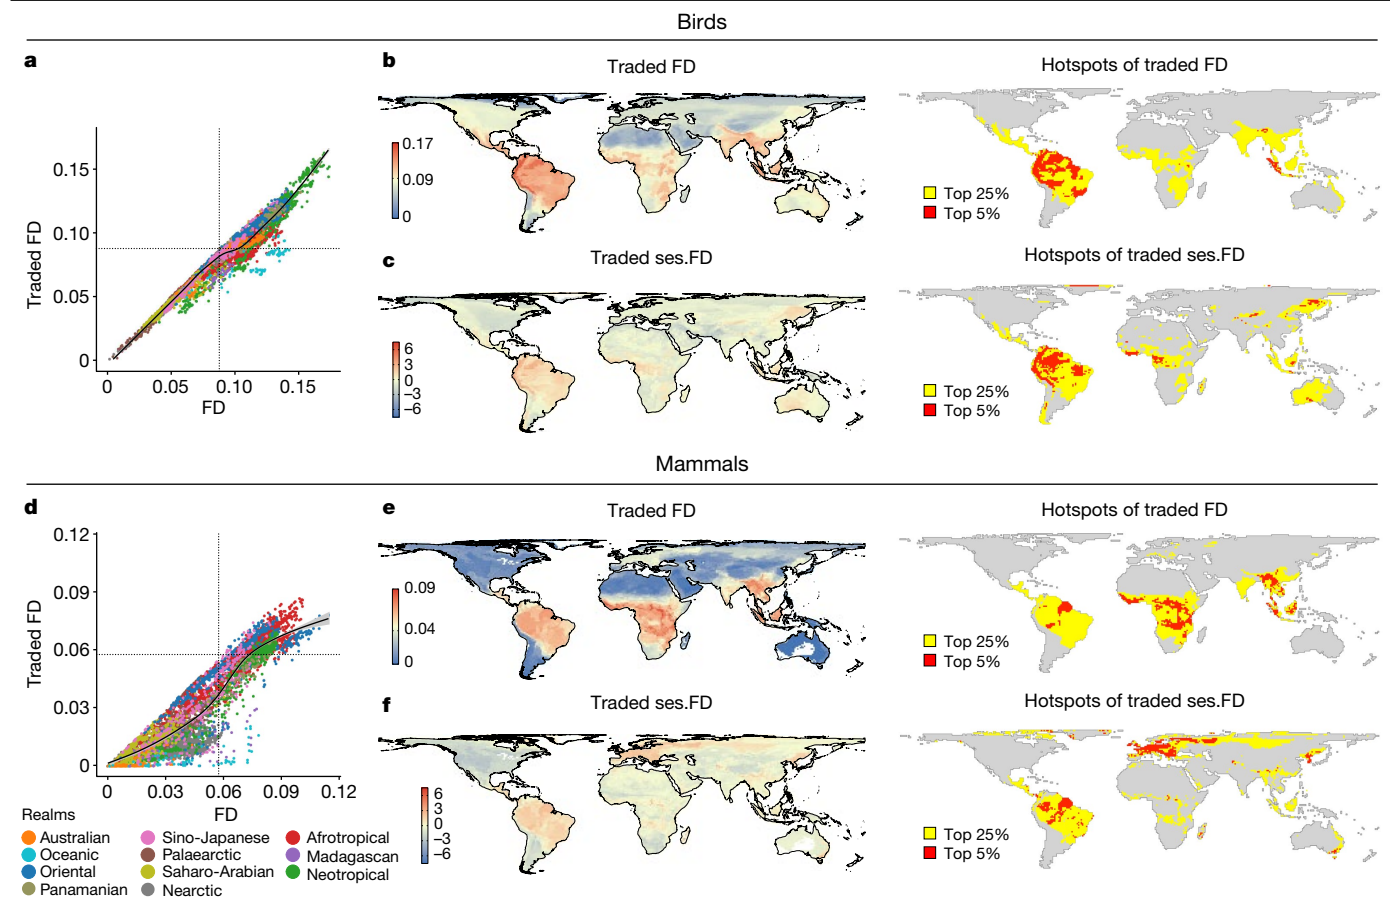 Birds
a
0.15
0.10
0.05
0
Traded FD
0
0.05
0.10
0.15
FD
b
Traded FD
0.17
0.09
0
Hotspots of traded FD
Top 25%
Top 5%
c
Traded ses.FD
6
3
0
−3
−6
Hotspots of traded ses.FD
Top 25%
Top 5%
Mammals
d
0.12
0.09
0.06
0.03
0
Traded FD
0
0.03
0.06
0.09
0.12
FD
Realms
Australian
Oceanic
Oriental
Panamanian
Sino-Japanese
Palaearctic
Saharo-Arabian
Nearctic
Afrotropical
Madagascan
Neotropical
e
Traded FD
0.09
0.04
0
Hotspots of traded FD
Top 25%
Top 5%
f
Traded ses.FD
6
3
0
−3
−6
Hotspots of traded ses.FD
Top 25%
Top 5%